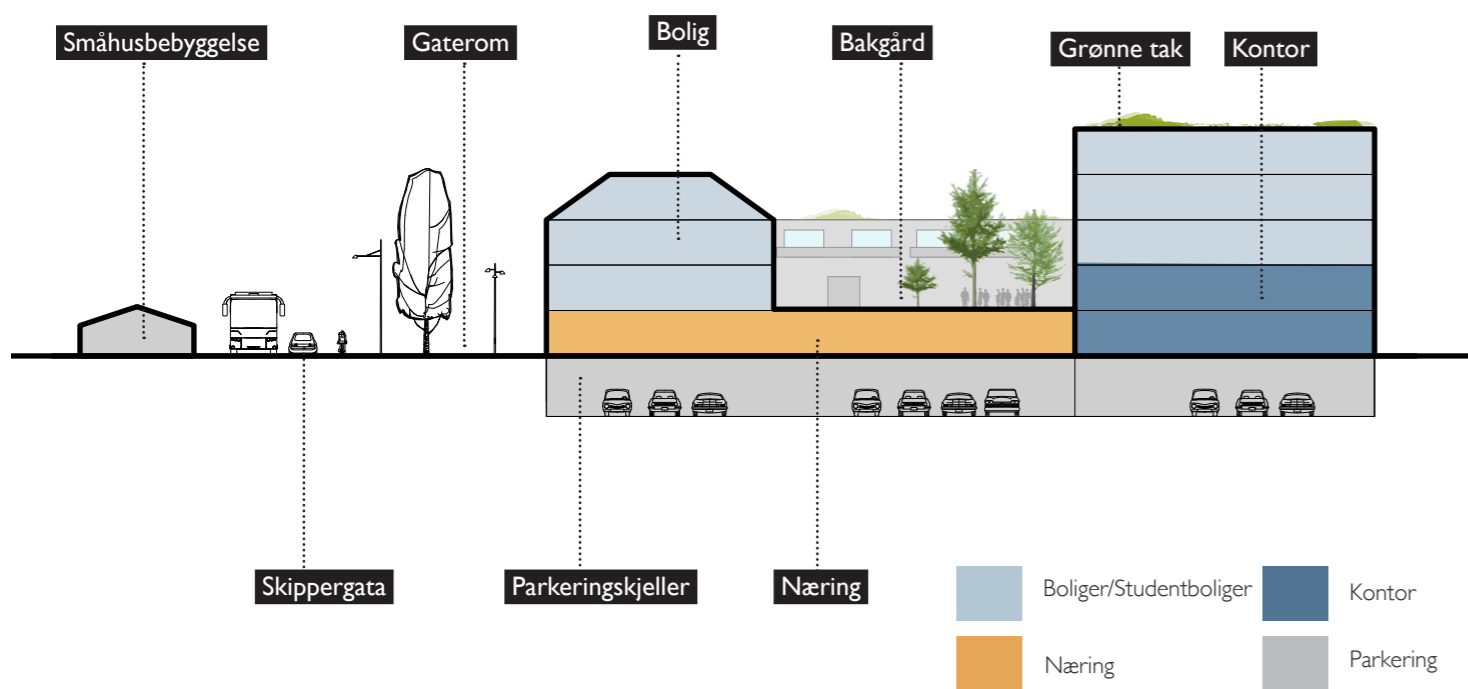 Småhusbebyggelse
Gaterom
Bolig
Bakgård
Grønne tak
Kontor
Skippergata
Parkeringskjeller
Næring
Boliger/Studentboliger
Kontor
Næring
Parkering